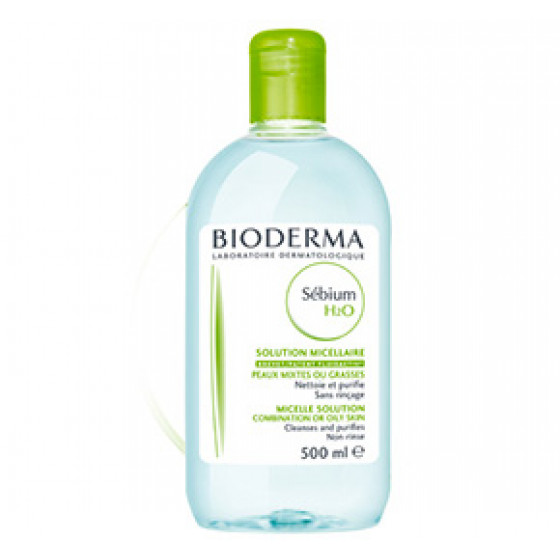 BIODERMA
LABORATOIRE DERMATOLOGIQUE
Sébium
H2O
SOLUTION MICELLAIRE
PEAUX MIXTES OU GRASSES
Nettoie et purifie
Sans rinçage
MICELLE SOLUTION
COMBINATION OR OILY SKIN
Cleanses and purifies
Non rinse
500 ml e